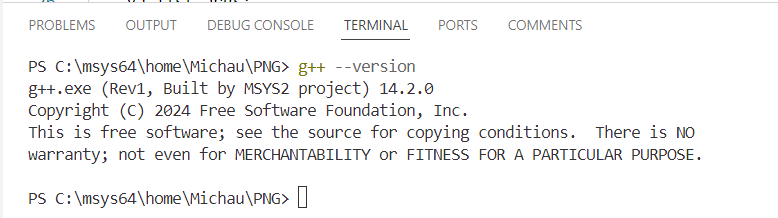 PROBLEMS OUTPUT DEBUG CONSOLE TERMINAL PORTS COMMENTS
PS C:\msys64\home\Michau\PNG> g++ --version
g++.exe (Rev1, Built by MSYS2 project) 14.2.0
Copyright (C) 2024 Free Software Foundation, Inc.
This is free software; see the source for copying conditions.  There is NO
warranty; not even for MERCHANTABILITY or FITNESS FOR A PARTICULAR PURPOSE.
PS C:\msys64\home\Michau\PNG>